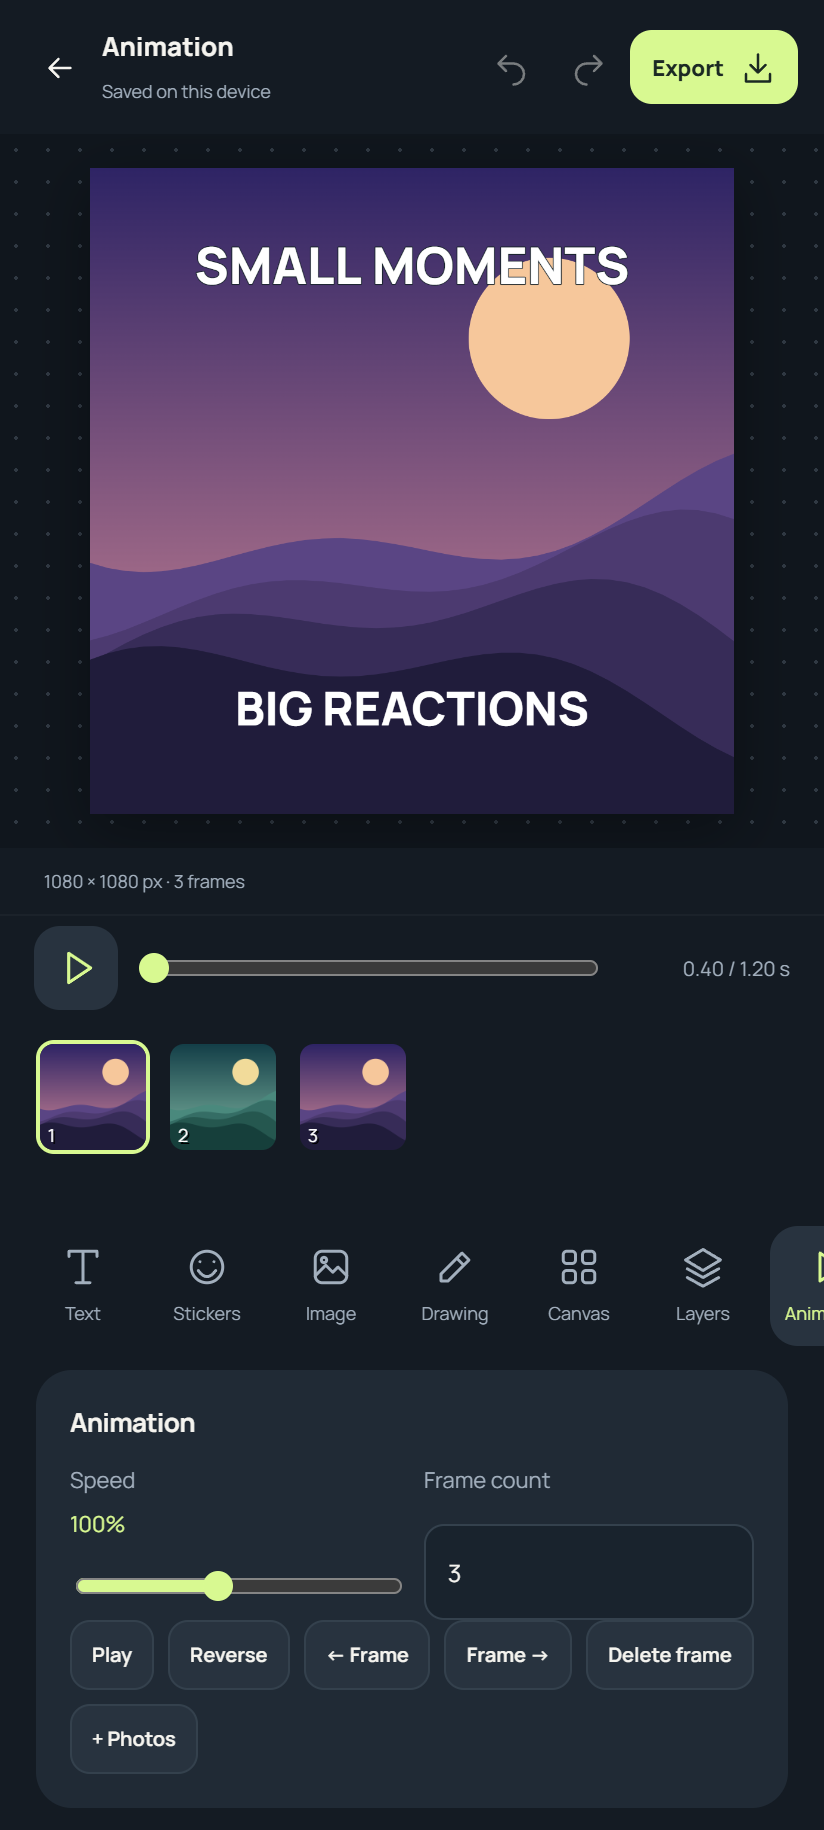 Animation
Saved on this device
Export
SMALL MOMENTS
BIG REACTIONS
1080 × 1080 px · 3 frames
0.40 / 1.20 s
1
2
3
Text
Stickers
Image
Drawing
Canvas
Layers
Anim
Animation
Speed
Frame count
100%
3
Play
Reverse
← Frame
Frame →
Delete frame
+ Photos